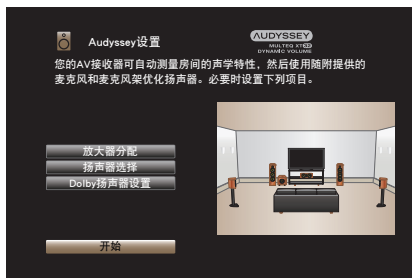 Audyssey设置
AUDYSSEY
MULTEQ XT32
DYNAMIC VOLUME
您的AV接收器可自动测量房间的声学特性，然后使用随附提供的
麦克风和麦克风架优化扬声器。必要时设置下列项目。
放大器分配
扬声器选择
Dolby扬声器设置
开始